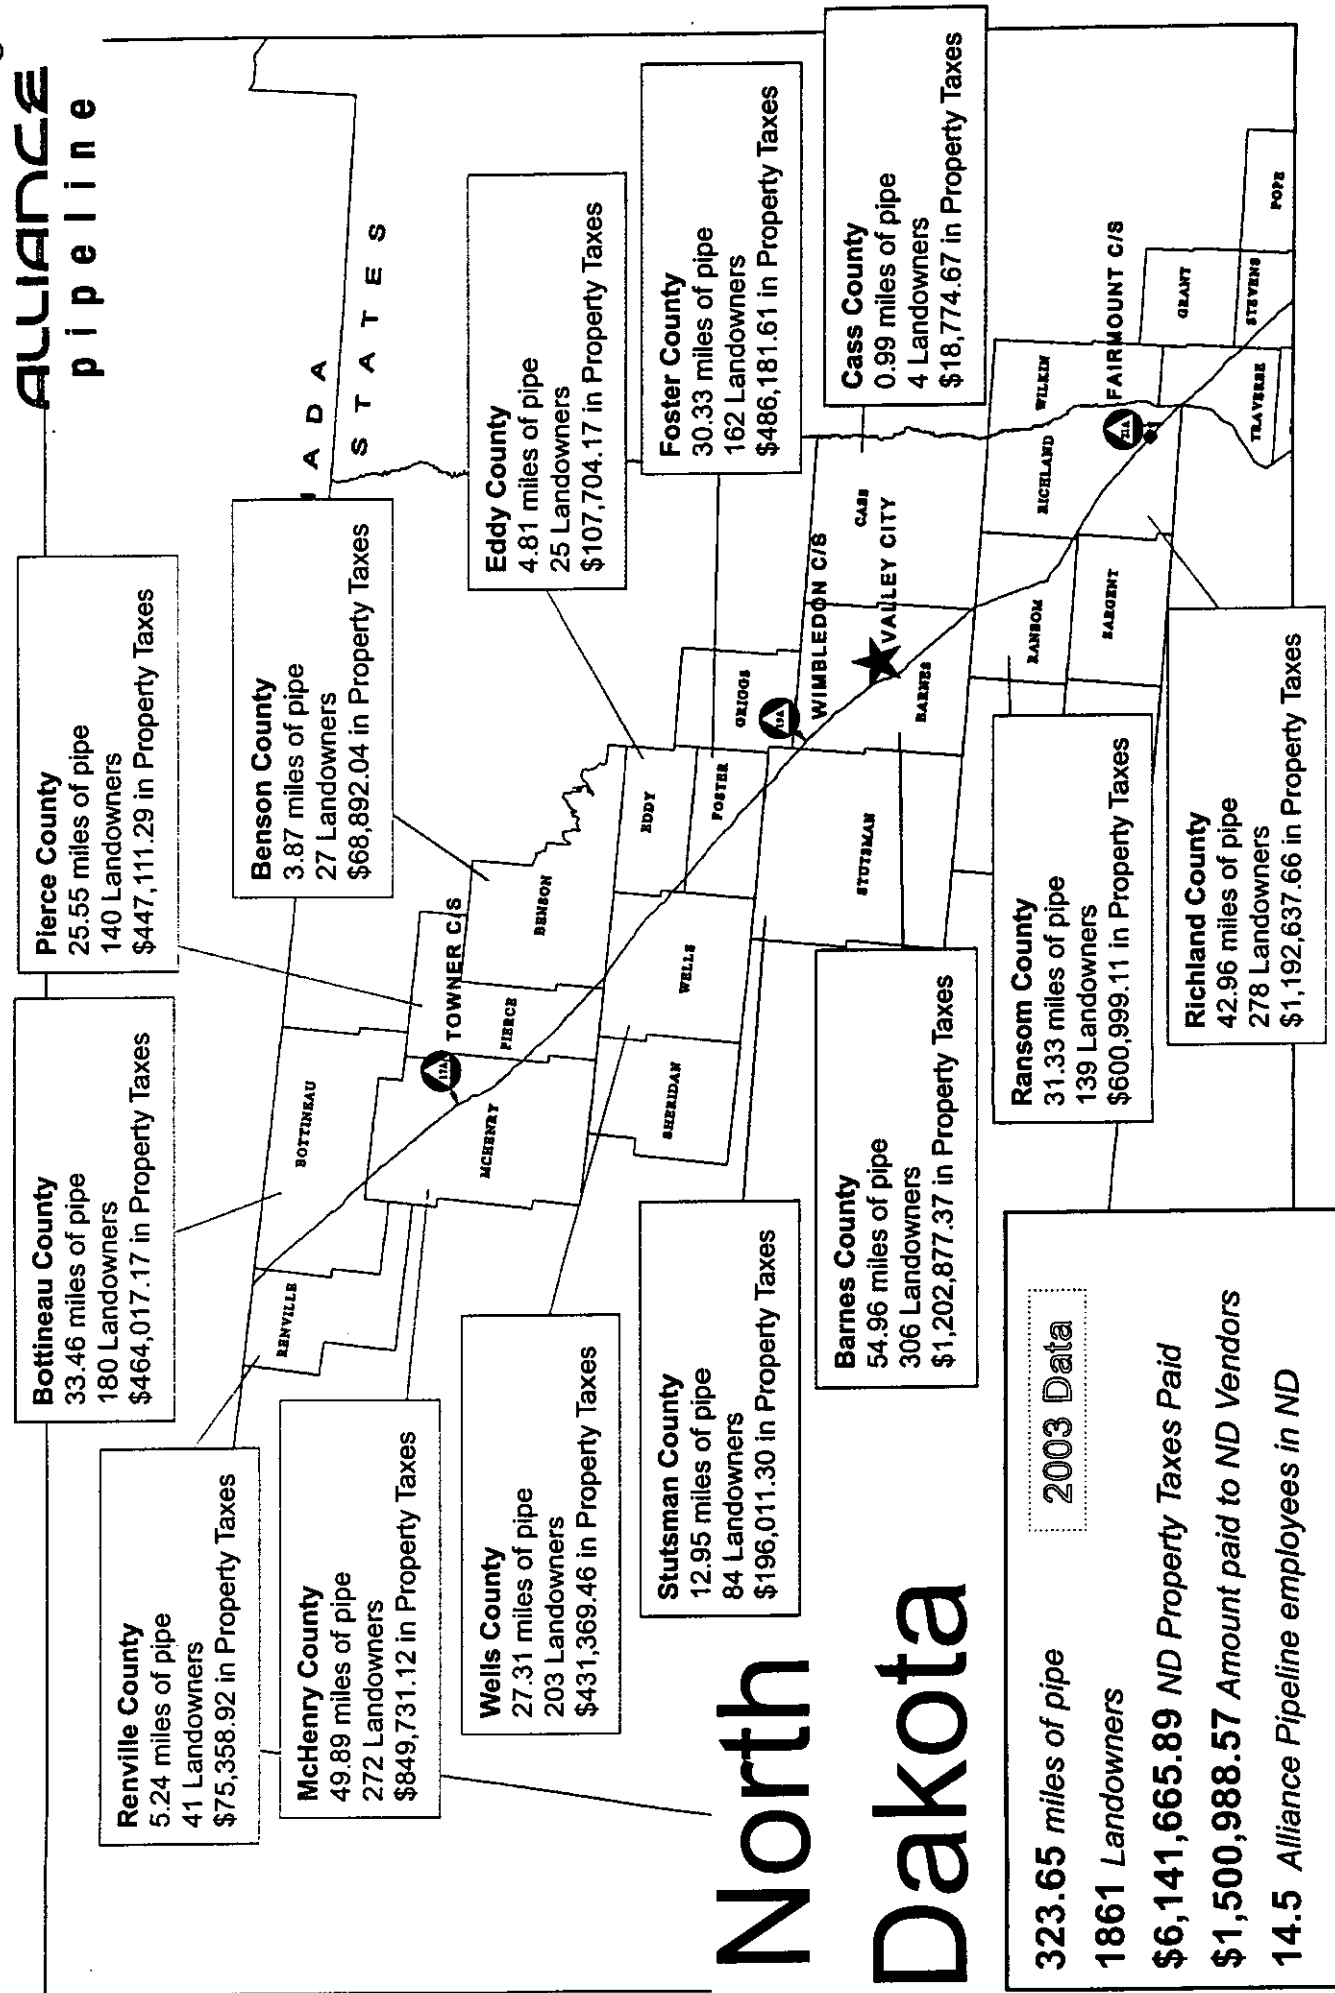 ALLIANCE
pipeline
Pierce County
25.55 miles of pipe
140 Landowners
$447,111.29 in Property Taxes
Bottineau County
33.46 miles of pipe
180 Landowners
$464,017.17 in Property Taxes
Renville County
5.24 miles of pipe
41 Landowners
$75,358.92 in Property Taxes
Benson County
3.87 miles of pipe
27 Landowners
$68,892.04 in Property Taxes
McHenry County
49.89 miles of pipe
272 Landowners
$849,731.12 in Property Taxes
Eddy County
4.81 miles of pipe
25 Landowners
$107,704.17 in Property Taxes
Wells County
27.31 miles of pipe
203 Landowners
$431,369.46 in Property Taxes
Foster County
30.33 miles of pipe
162 Landowners
$486,181.61 in Property Taxes
Stutsman County
12.95 miles of pipe
84 Landowners
$196,011.30 in Property Taxes
Cass County
0.99 miles of pipe
4 Landowners
$18,774.67 in Property Taxes
Barnes County
54.96 miles of pipe
306 Landowners
$1,202,877.37 in Property Taxes
Ransom County
31.33 miles of pipe
139 Landowners
$600,999.11 in Property Taxes
Richland County
42.96 miles of pipe
278 Landowners
$1,192,637.66 in Property Taxes
ADA
STATES
RENVILLE
BOTTINEAU
MCHENRY
17A
TOWNER C/S
PIERCE
BENSON
SHERIDAN
WELLS
EDDY
FOSTER
GRIGGS
19A
WIMBLEDON C/S
STUTSMAN
BARNES
VALLEY CITY
CASS
RANSOM
SARGENT
RICHLAND
WILKIN
21A
FAIRMOUNT C/S
TRAVERSE
GRANT
STEVENS
POPE
North
Dakota
323.65 miles of pipe
2003 Data
1861 Landowners
$6,141,665.89 ND Property Taxes Paid
$1,500,988.57 Amount paid to ND Vendors
14.5 Alliance Pipeline employees in ND